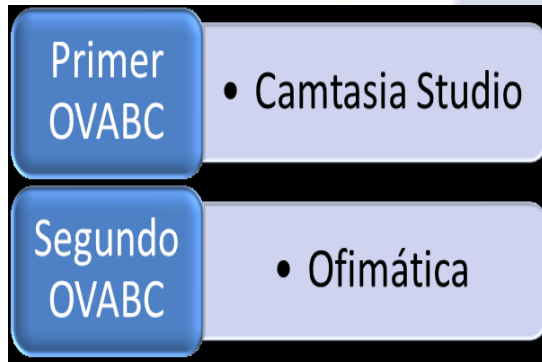 Primer
OVABC
• Camtasia Studio
Segundo
OVABC
• Ofimática